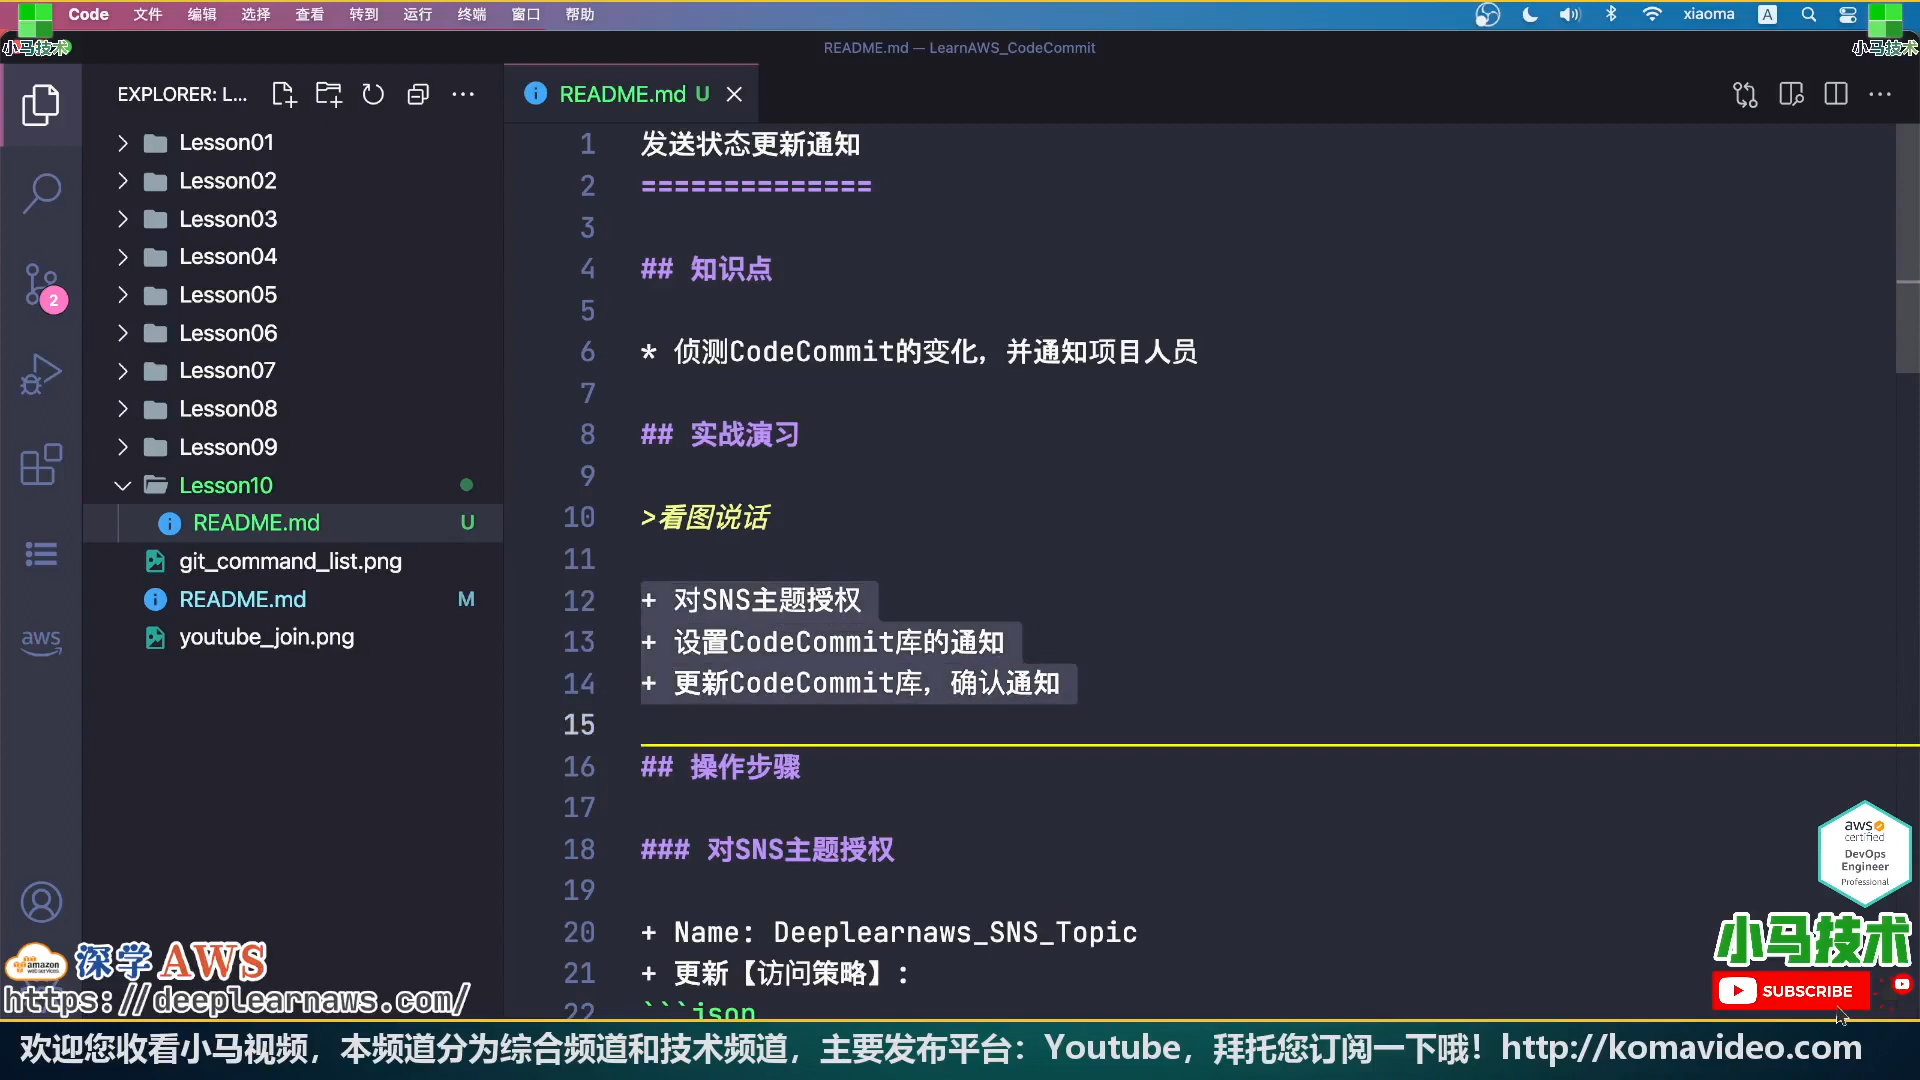 Code 文件 编辑 选择 查看 转到 运行 终端 窗口 帮助 xiaoma A
小马技术 README.md — LearnAWS_CodeCommit 小马技术
EXPLORER: L...
README.md U
Lesson01
Lesson02
Lesson03
Lesson04
Lesson05
Lesson06
Lesson07
Lesson08
Lesson09
Lesson10
README.md U
git_command_list.png
README.md M
youtube_join.png
2
aws
1 发送状态更新通知
2 ==============
3
4 ## 知识点
5
6 * 侦测CodeCommit的变化，并通知项目人员
7
8 ## 实战演习
9
10 >看图说话
11
12 + 对SNS主题授权
13 + 设置CodeCommit库的通知
14 + 更新CodeCommit库，确认通知
15
16 ## 操作步骤
17
18 ### 对SNS主题授权
19
20 + Name: Deeplearnaws_SNS_Topic
21 + 更新【访问策略】:
22 ```json
aws
certified
DevOps
Engineer
Professional
小马技术
SUBSCRIBE
amazon
web services
深学AWS
https://deeplearnaws.com/
欢迎您收看小马视频，本频道分为综合频道和技术频道，主要发布平台：Youtube，拜托您订阅一下哦！http://komavideo.com